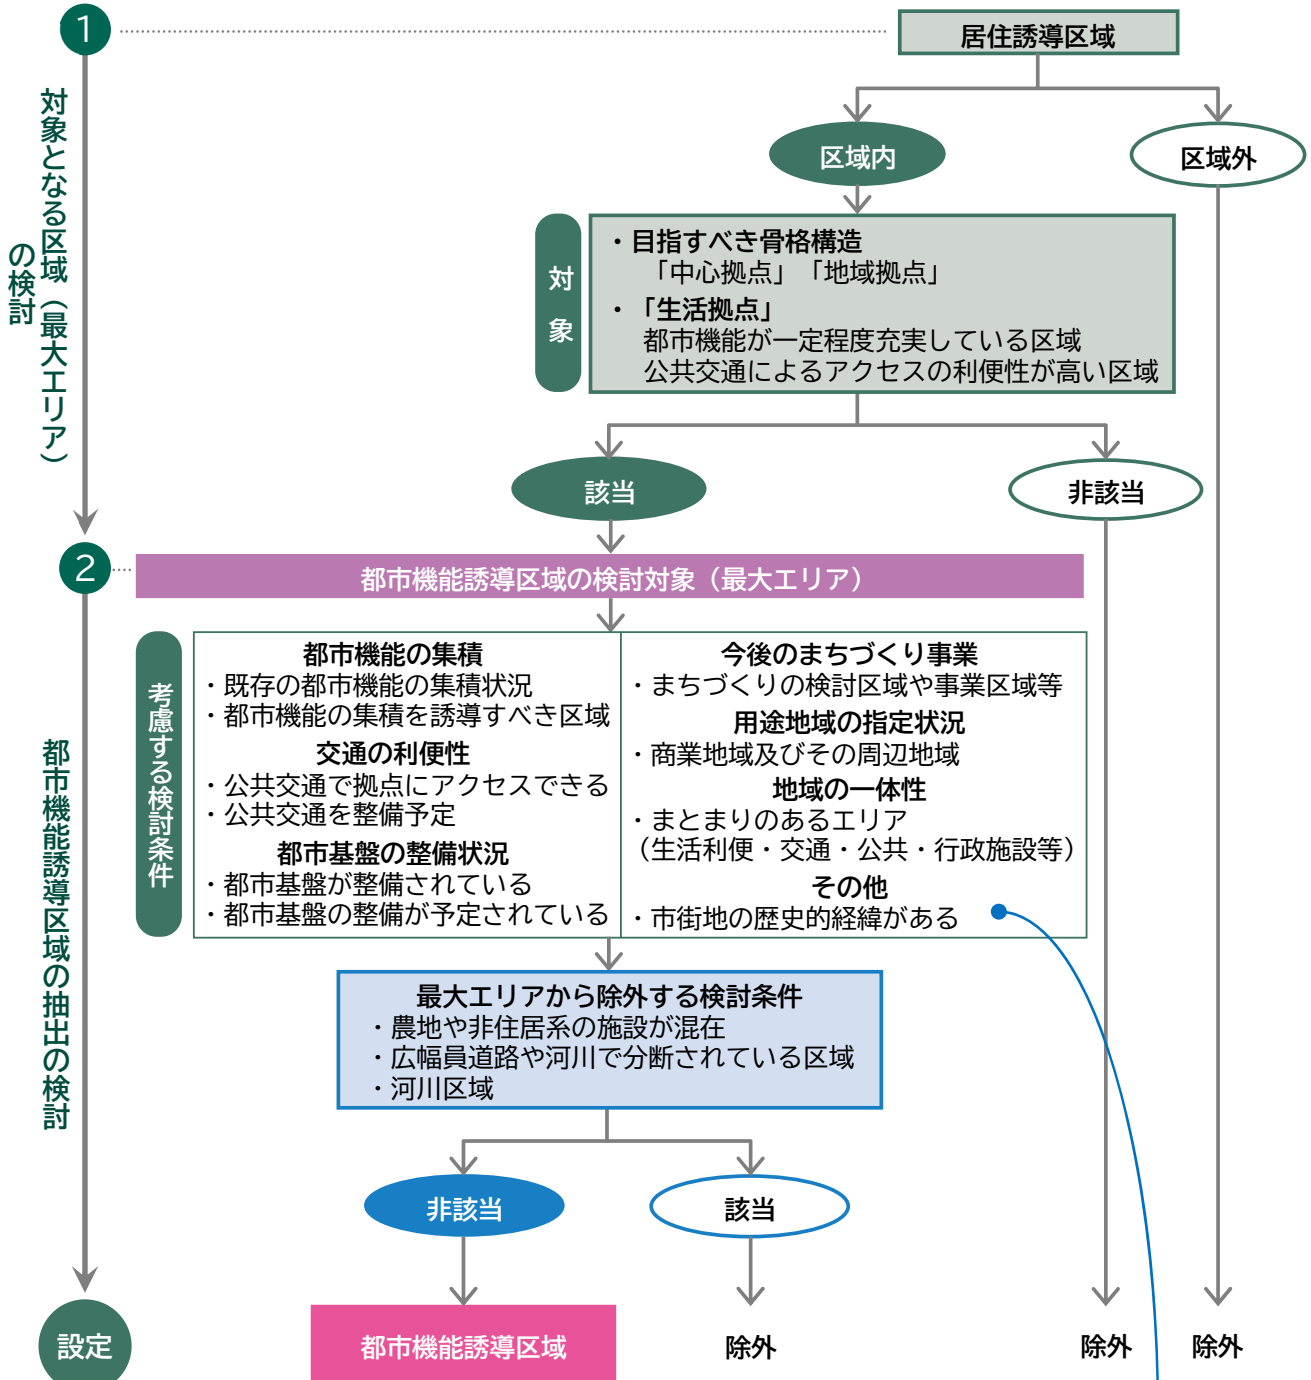 1
居住誘導区域
対象となる区域（最大エリア）
の検討
区域内
区域外
対象
・目指すべき骨格構造
「中心拠点」「地域拠点」
・「生活拠点」
都市機能が一定程度充実している区域
公共交通によるアクセスの利便性が高い区域
該当
非該当
2
都市機能誘導区域の検討対象（最大エリア）
都市機能誘導区域の抽出の検討
考慮する検討条件
都市機能の集積
・既存の都市機能の集積状況
・都市機能の集積を誘導すべき区域
交通の利便性
・公共交通で拠点にアクセスできる
・公共交通を整備予定
都市基盤の整備状況
・都市基盤が整備されている
・都市基盤の整備が予定されている
今後のまちづくり事業
・まちづくりの検討区域や事業区域等
用途地域の指定状況
・商業地域及びその周辺地域
地域の一体性
・まとまりのあるエリア
（生活利便・交通・公共・行政施設等）
その他
・市街地の歴史的経緯がある
最大エリアから除外する検討条件
・農地や非住居系の施設が混在
・広幅員道路や河川で分断されている区域
・河川区域
非該当
該当
設定
都市機能誘導区域
除外
除外
除外